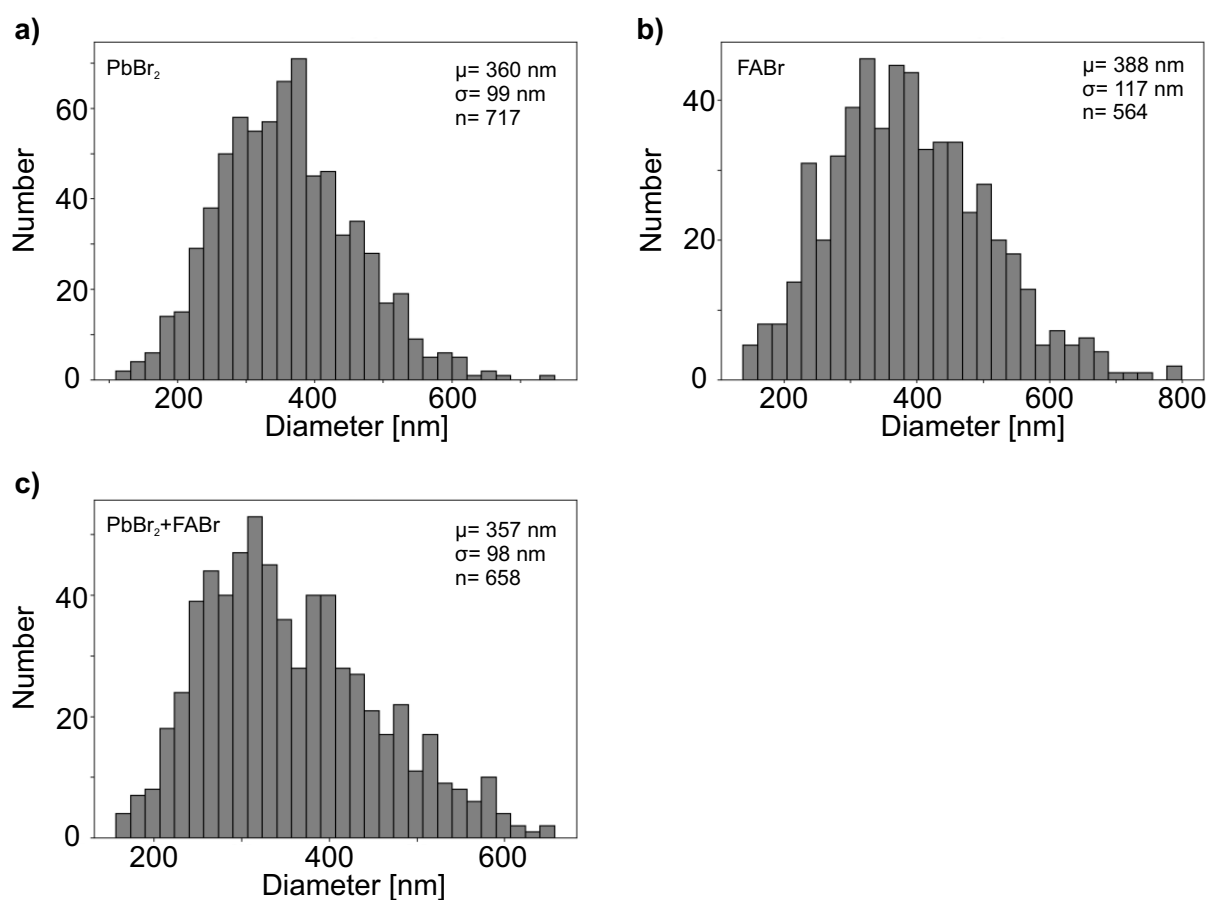 a)
PbBr₂
μ= 360 nm
σ= 99 nm
n= 717
Number
60
40
20
0
200 400 600
Diameter [nm]
b)
FABr
μ= 388 nm
σ= 117 nm
n= 564
Number
40
20
0
200 400 600 800
Diameter [nm]
c)
PbBr₂+FABr
μ= 357 nm
σ= 98 nm
n= 658
Number
40
20
0
200 400 600
Diameter [nm]